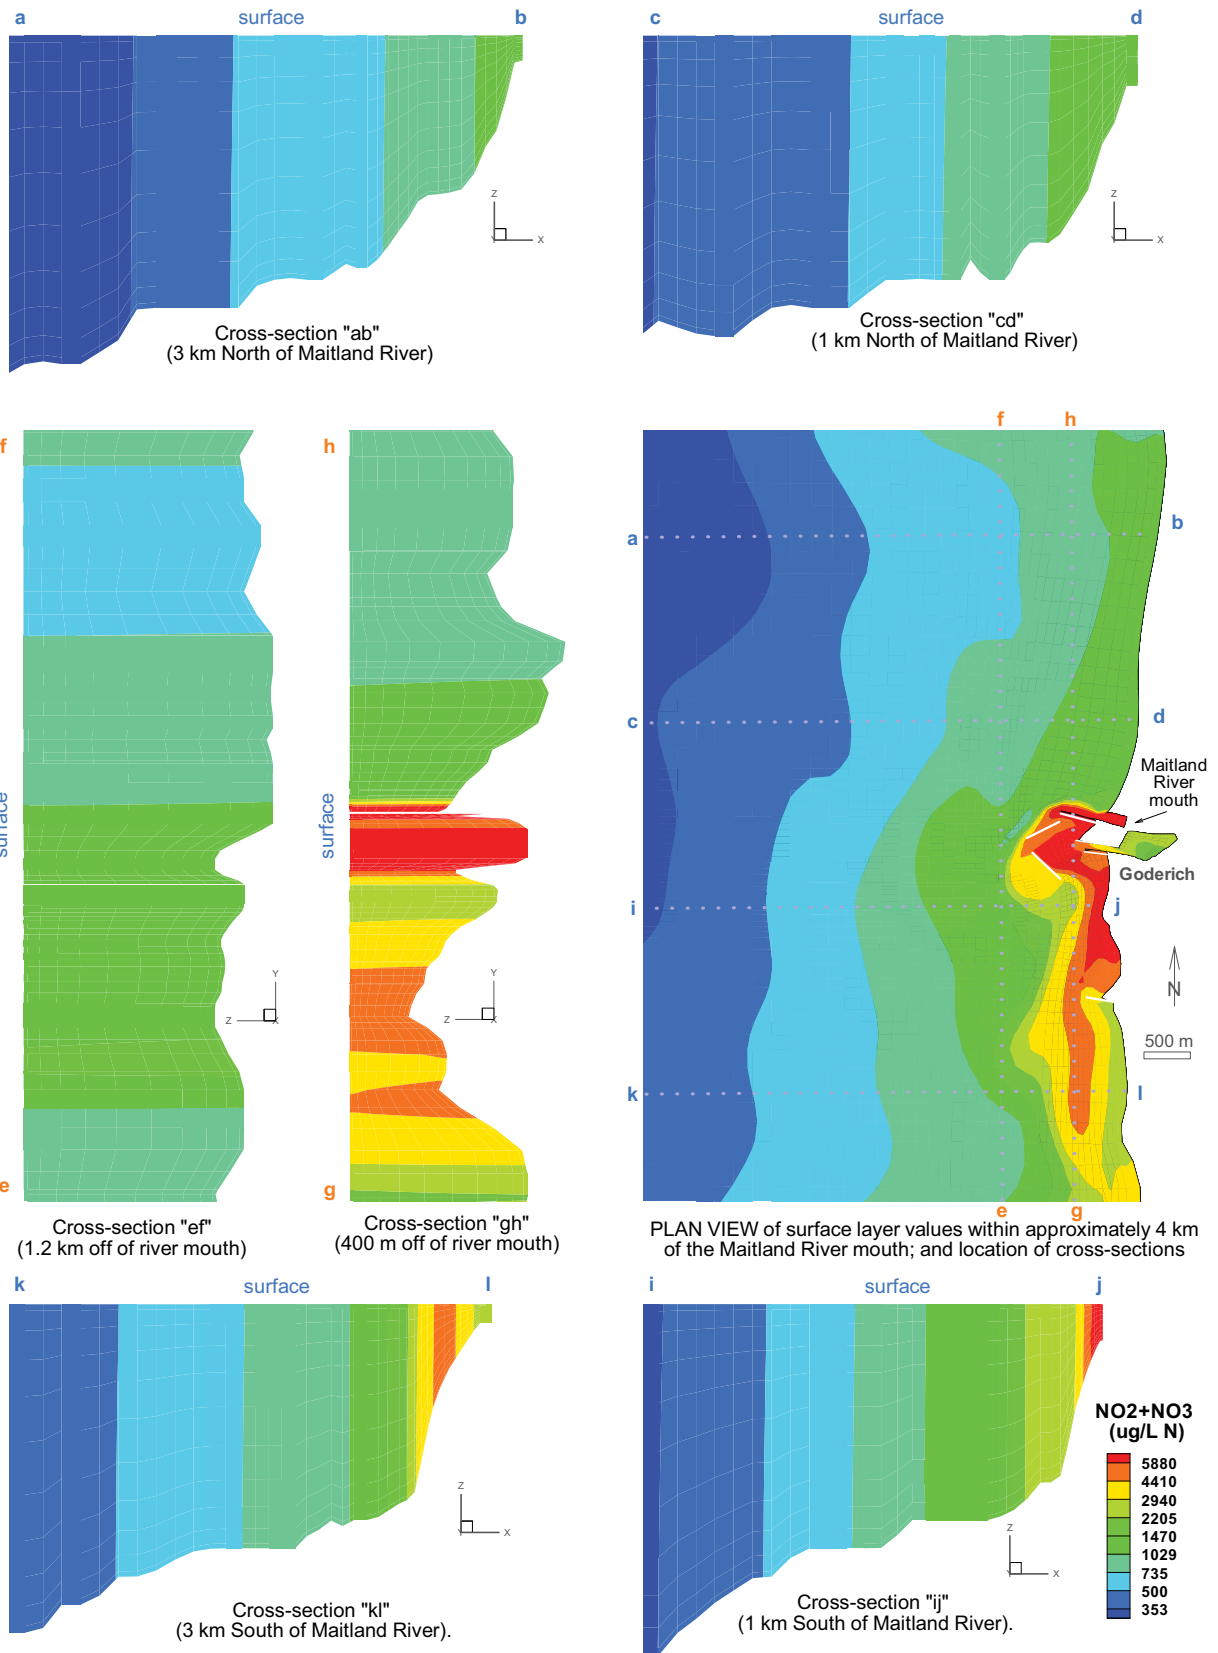 a surface b
c surface d
Z
X
Y
Z
X
Y
Cross-section "ab"
(3 km North of Maitland River)
Cross-section "cd"
(1 km North of Maitland River)
f
h
f h
a
b
c
d
Maitland
River
mouth
surface
surface
Goderich
i
j
Y
Z
X
Y
Z
X
N
500 m
k
l
e
g
e g
Cross-section "ef"
(1.2 km off of river mouth)
Cross-section "gh"
(400 m off of river mouth)
PLAN VIEW of surface layer values within approximately 4 km
of the Maitland River mouth; and location of cross-sections
k surface l
i surface j
Z
X
Y
Z
X
Y
Cross-section "kl"
(3 km South of Maitland River).
Cross-section "ij"
(1 km South of Maitland River).
NO2+NO3
(ug/L N)
5880
4410
2940
2205
1470
1029
735
500
353